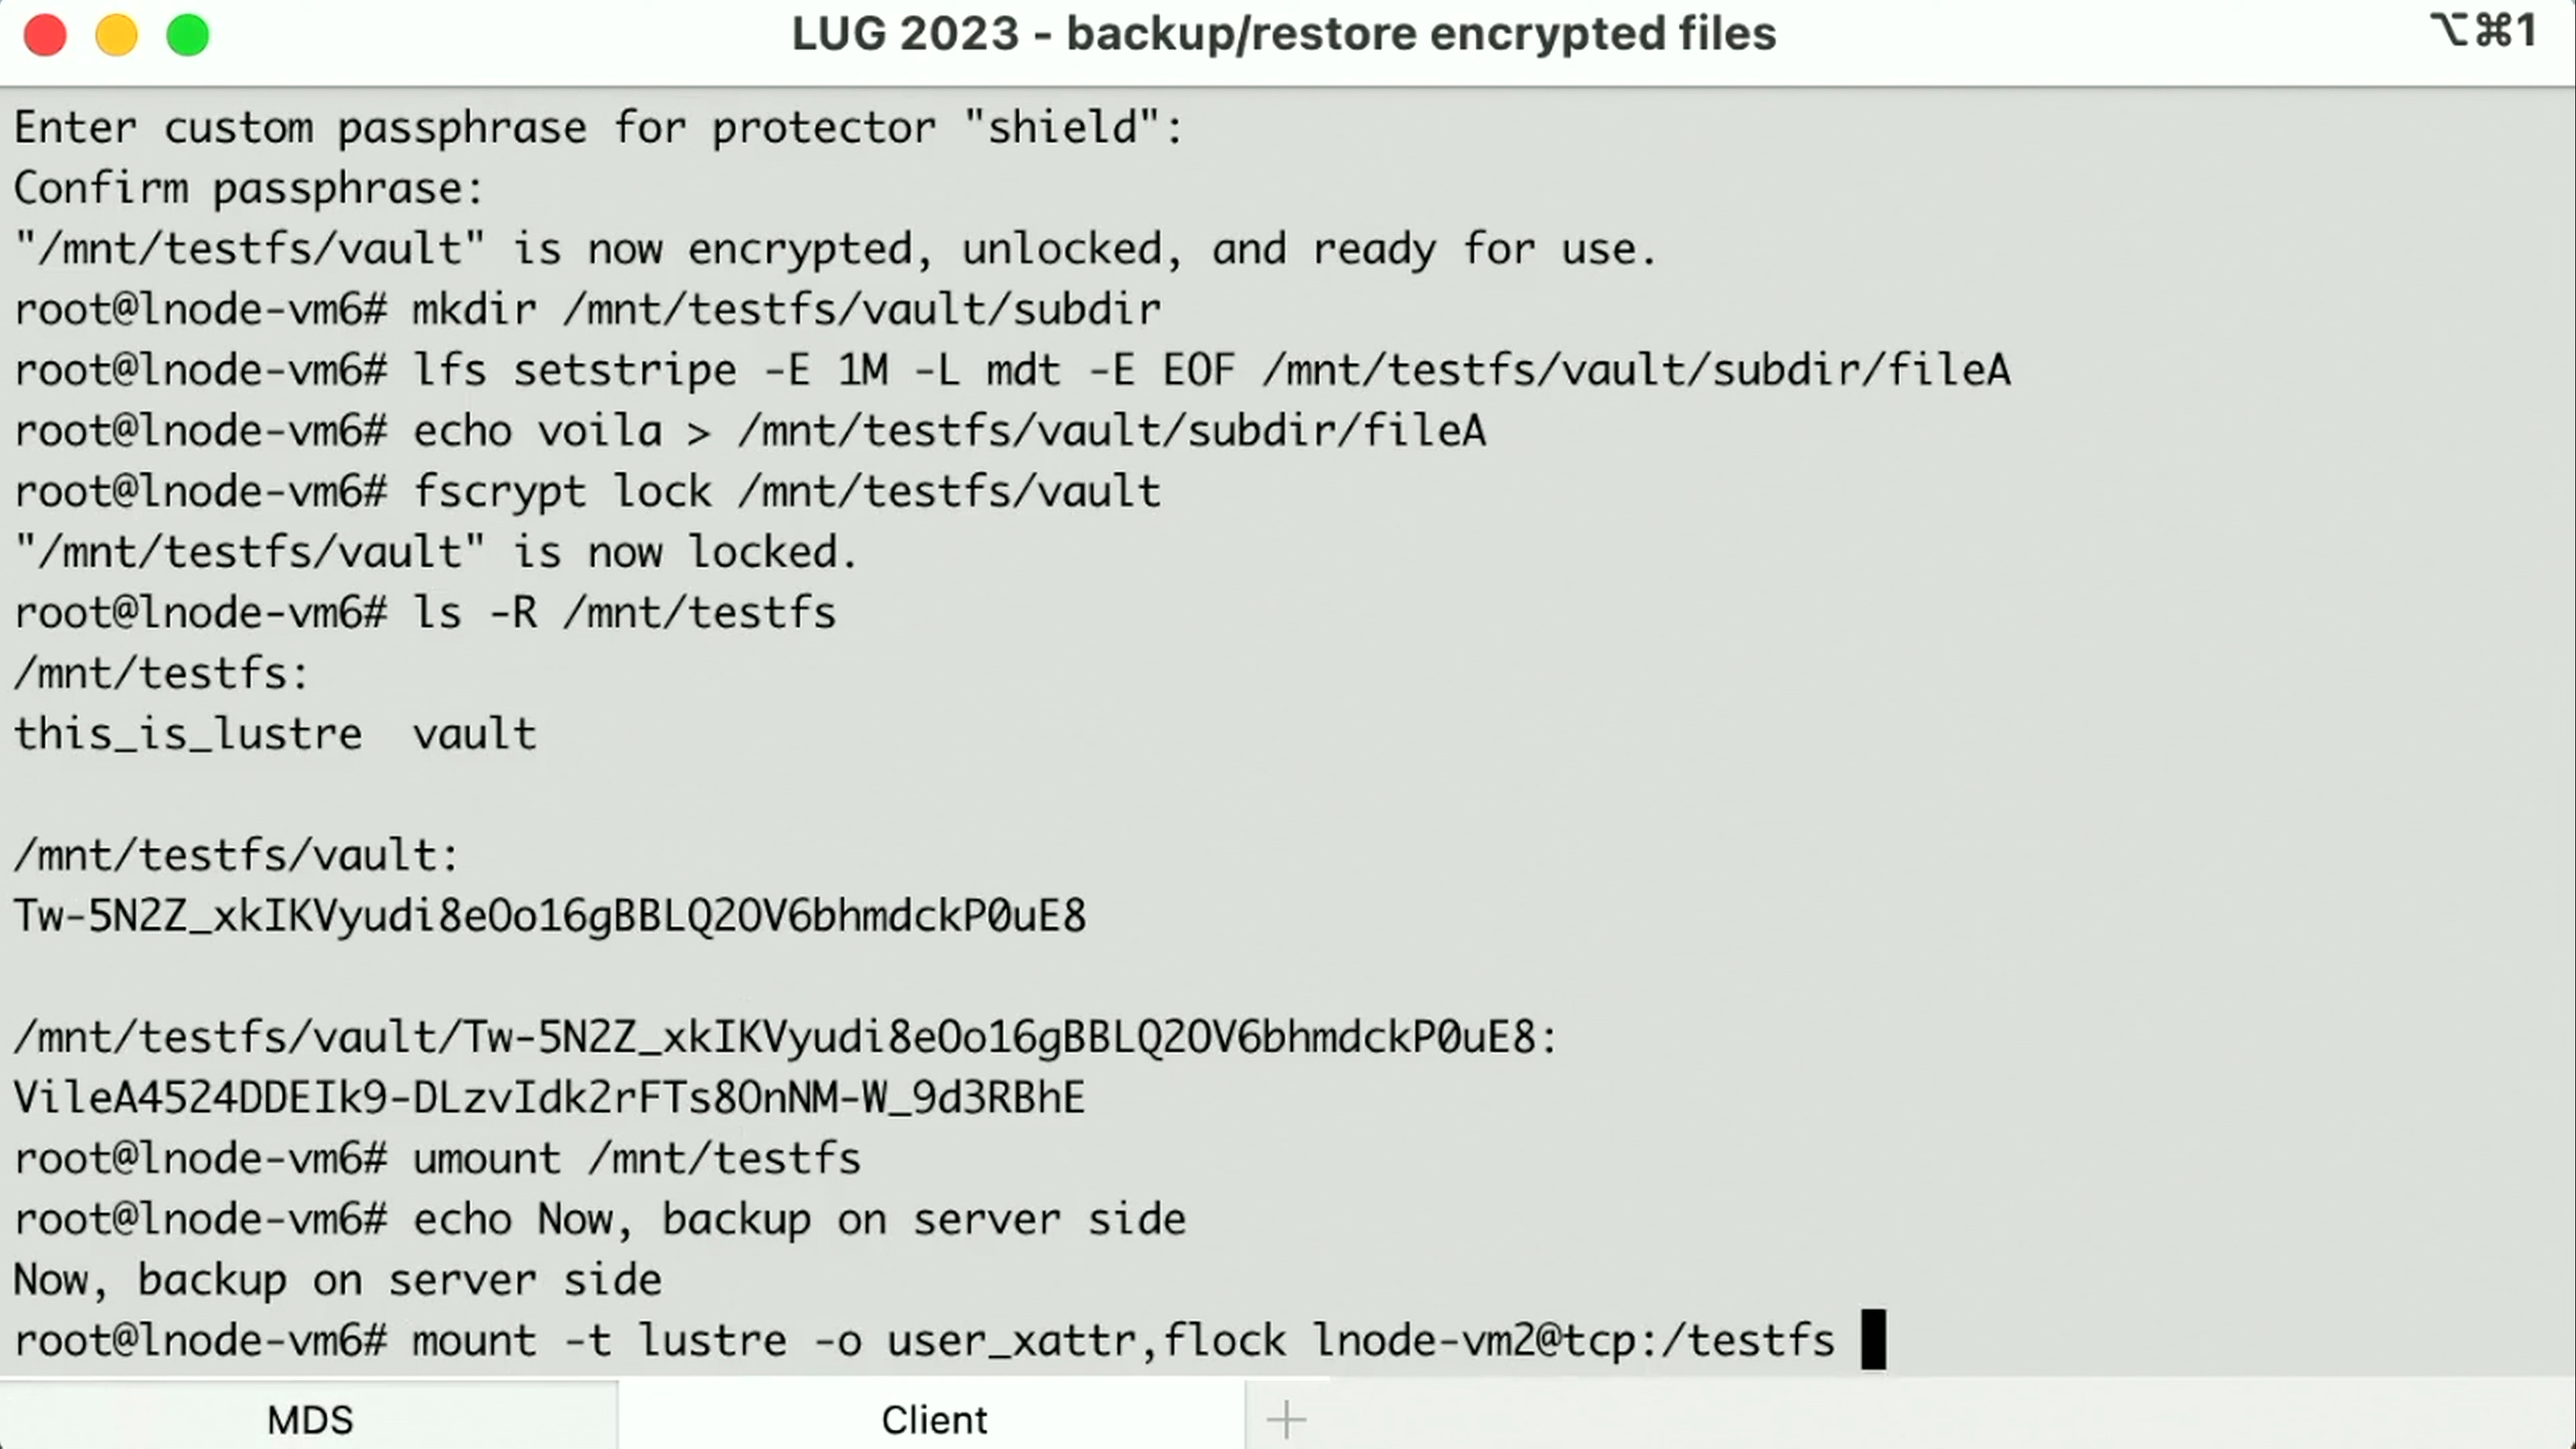 LUG 2023 - backup/restore encrypted files
⌥⌘1
Enter custom passphrase for protector "shield":
Confirm passphrase:
"/mnt/testfs/vault" is now encrypted, unlocked, and ready for use.
root@lnode-vm6# mkdir /mnt/testfs/vault/subdir
root@lnode-vm6# lfs setstripe -E 1M -L mdt -E EOF /mnt/testfs/vault/subdir/fileA
root@lnode-vm6# echo voila > /mnt/testfs/vault/subdir/fileA
root@lnode-vm6# fscrypt lock /mnt/testfs/vault
"/mnt/testfs/vault" is now locked.
root@lnode-vm6# ls -R /mnt/testfs
/mnt/testfs:
this_is_lustre  vault
/mnt/testfs/vault:
Tw-5N2Z_xkIKVyudi8eOo16gBBLQ2OV6bhmdckP0uE8
/mnt/testfs/vault/Tw-5N2Z_xkIKVyudi8eOo16gBBLQ2OV6bhmdckP0uE8:
VileA4524DDEIk9-DLzvIdk2rFTs8OnNM-W_9d3RBhE
root@lnode-vm6# umount /mnt/testfs
root@lnode-vm6# echo Now, backup on server side
Now, backup on server side
root@lnode-vm6# mount -t lustre -o user_xattr,flock lnode-vm2@tcp:/testfs
MDS
Client
+